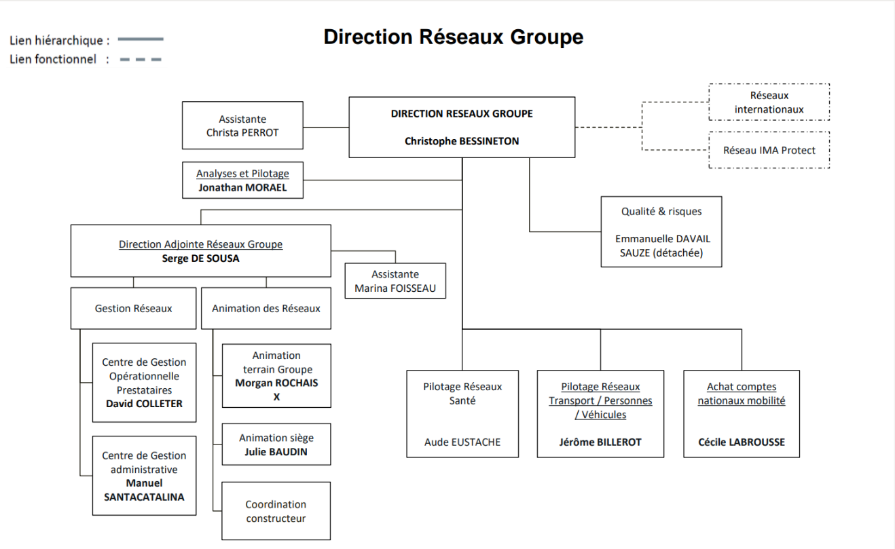 Direction Réseaux Groupe
Lien hiérarchique :
Lien fonctionnel :
Assistante
Christa PERROT
DIRECTION RESEAUX GROUPE
Christophe BESSINETON
Réseaux
internationaux
Réseau IMA Protect
Analyses et Pilotage
Jonathan MORAEL
Qualité & risques
Emmanuelle DAVAIL
SAUZE (détachée)
Direction Adjointe Réseaux Groupe
Serge DE SOUSA
Assistante
Marina FOISSEAU
Gestion Réseaux
Animation des Réseaux
Centre de Gestion
Opérationnelle
Prestataires
David COLLETER
Centre de Gestion
administrative
Manuel
SANTACATALINA
Animation
terrain Groupe
Morgan ROCHAIS
X
Animation siège
Julie BAUDIN
Coordination
constructeur
Pilotage Réseaux
Santé
Aude EUSTACHE
Pilotage Réseaux
Transport / Personnes
/ Véhicules
Jérôme BILLEROT
Achat comptes
nationaux mobilité
Cécile LABROUSSE